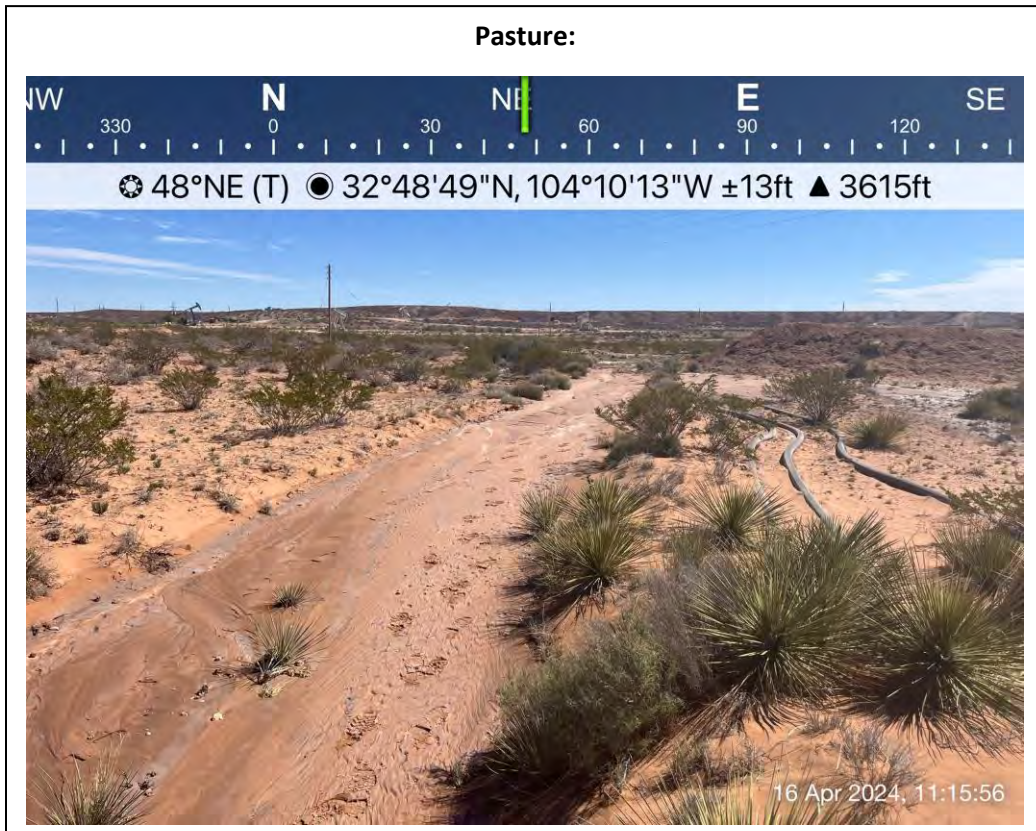 Pasture:
NW N NE E SE
330 0 30 60 90 120
48°NE (T) 32°48'49"N, 104°10'13"W ±13ft ▲ 3615ft
16 Apr 2024, 11:15:56